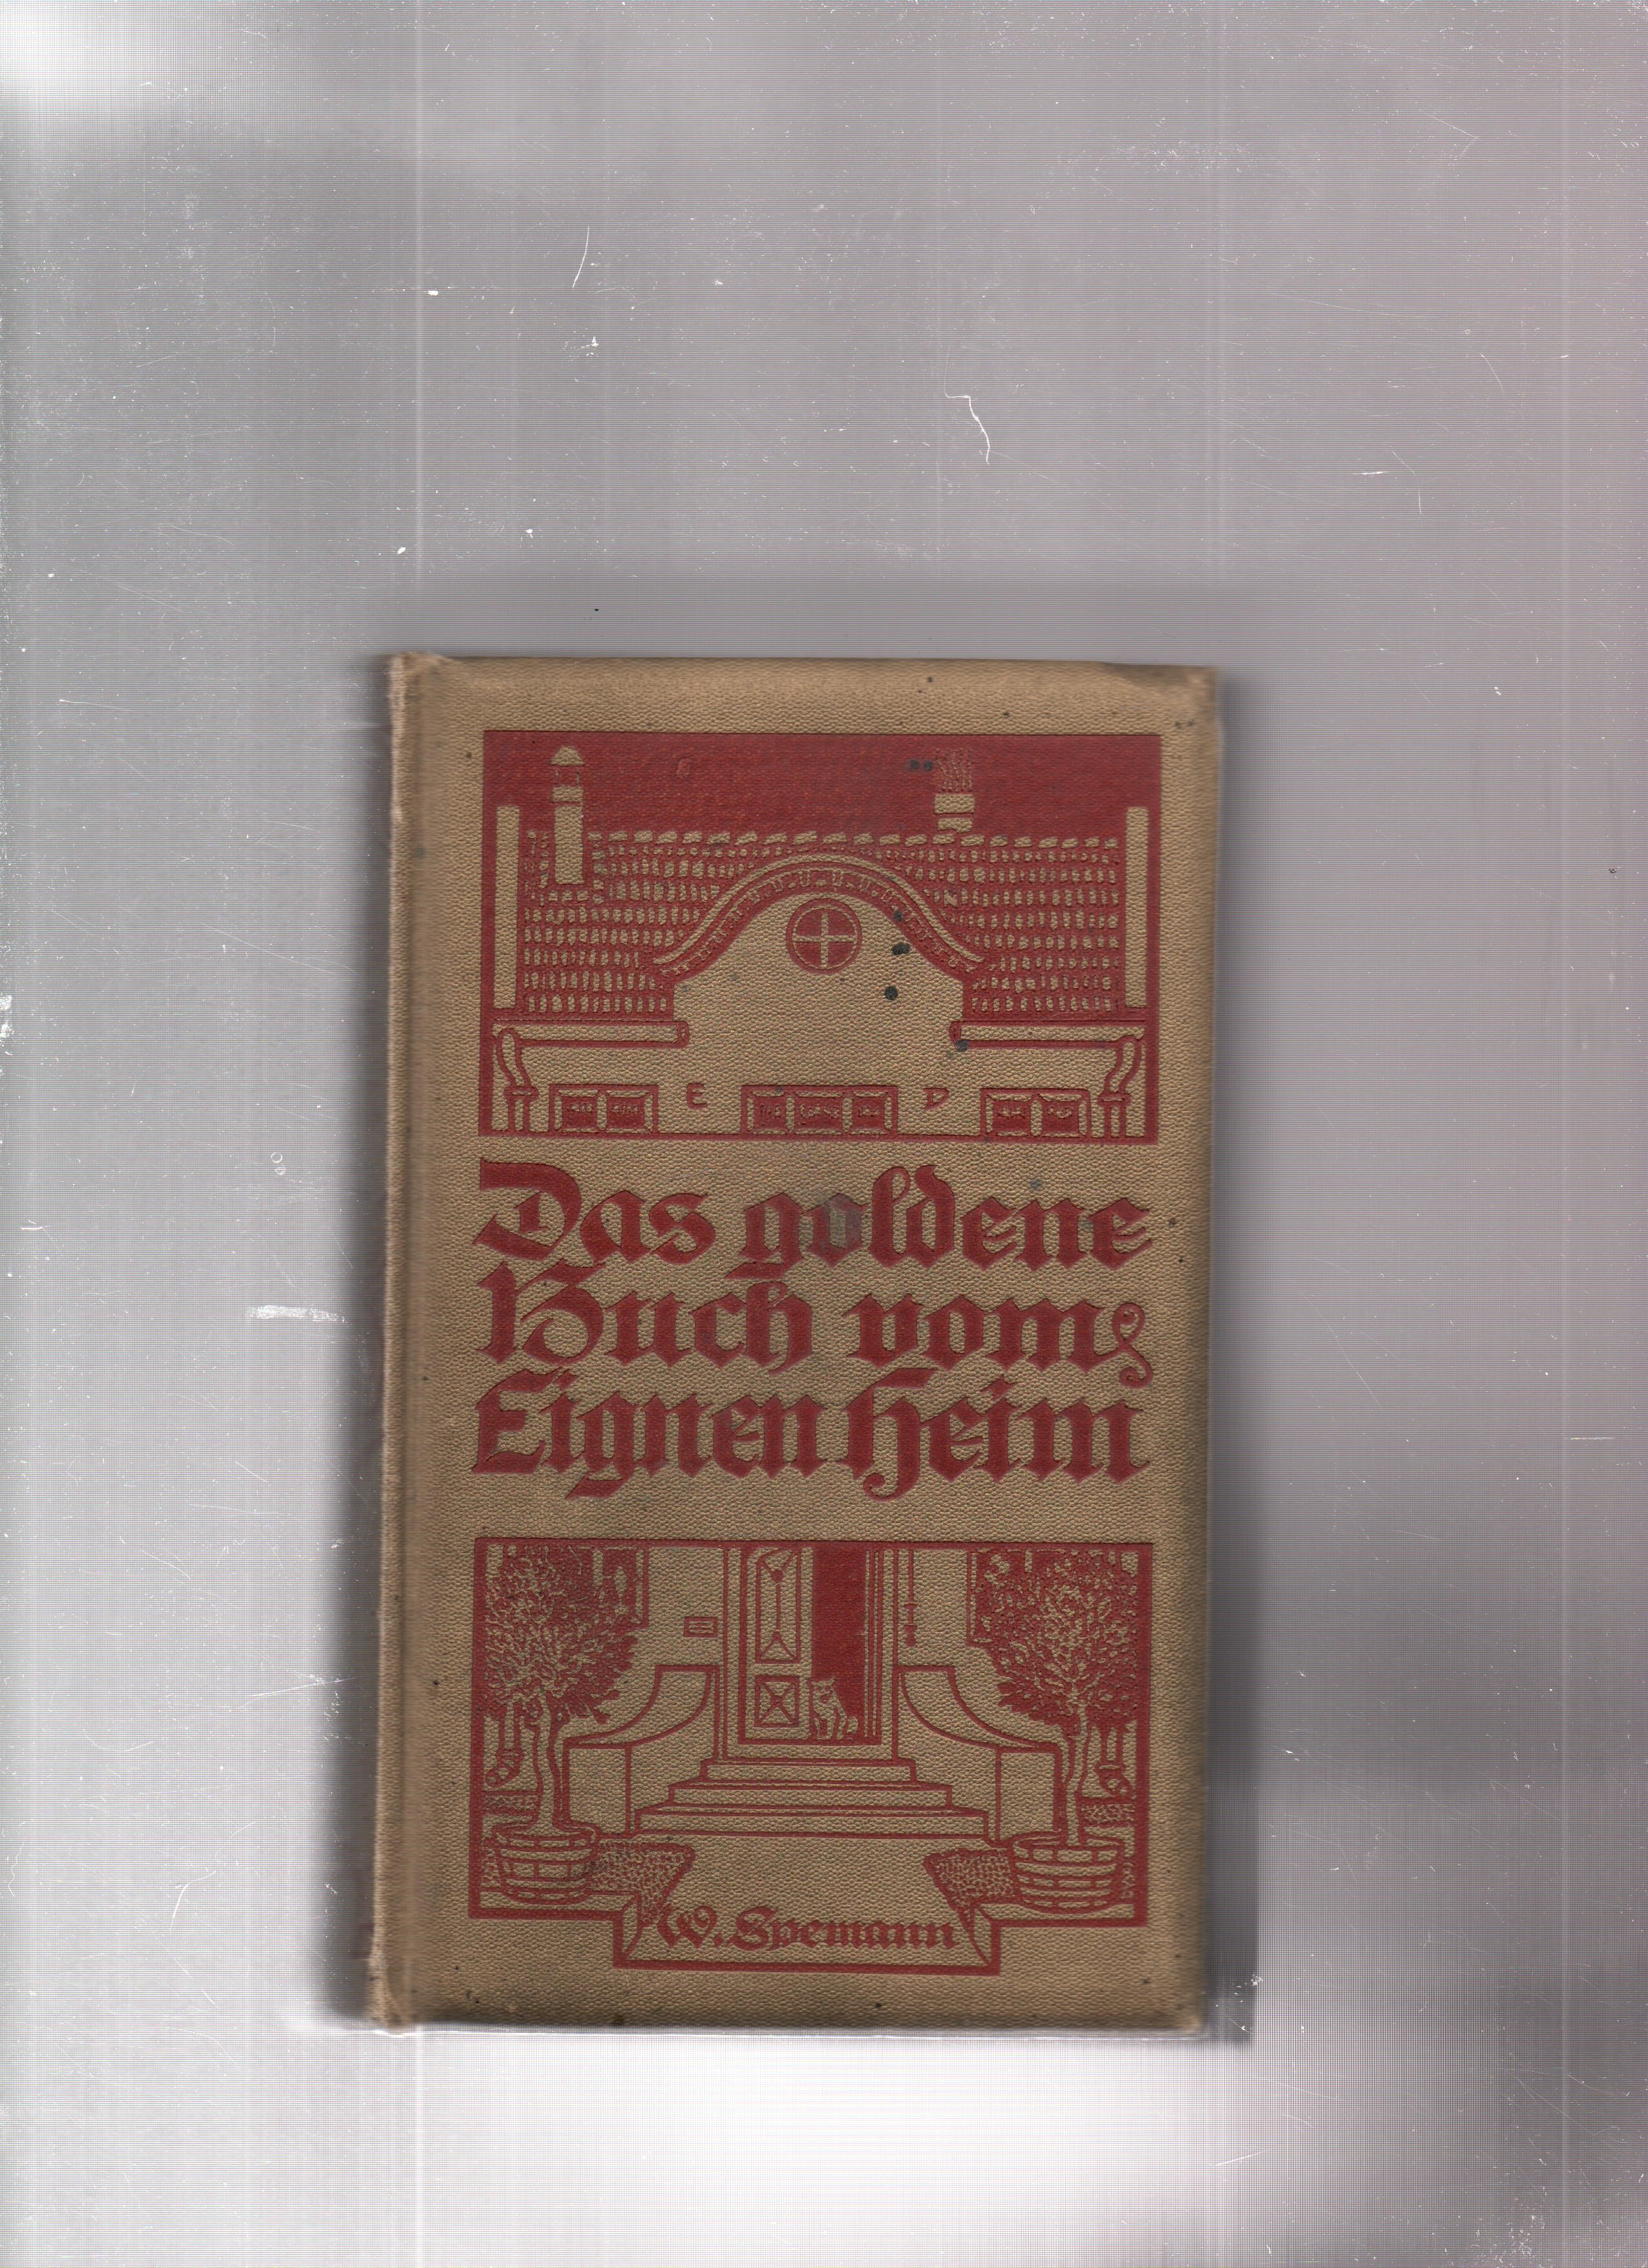 E D
Das goldene
Buch vom
Eignen Heim
W. Spemann